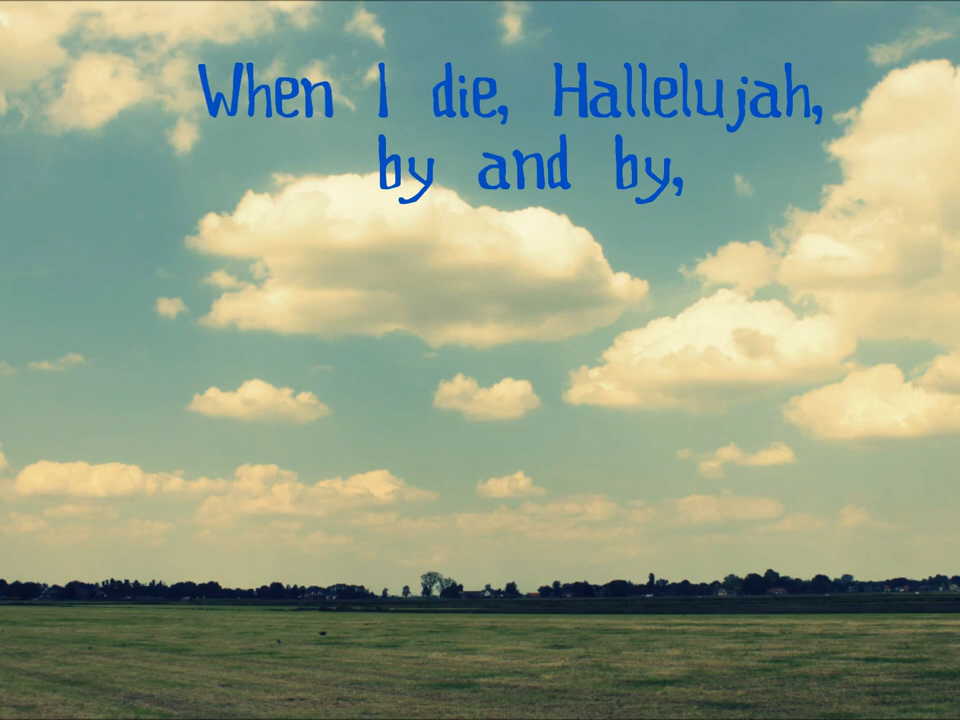 When I die, Hallelujah,
by and by,